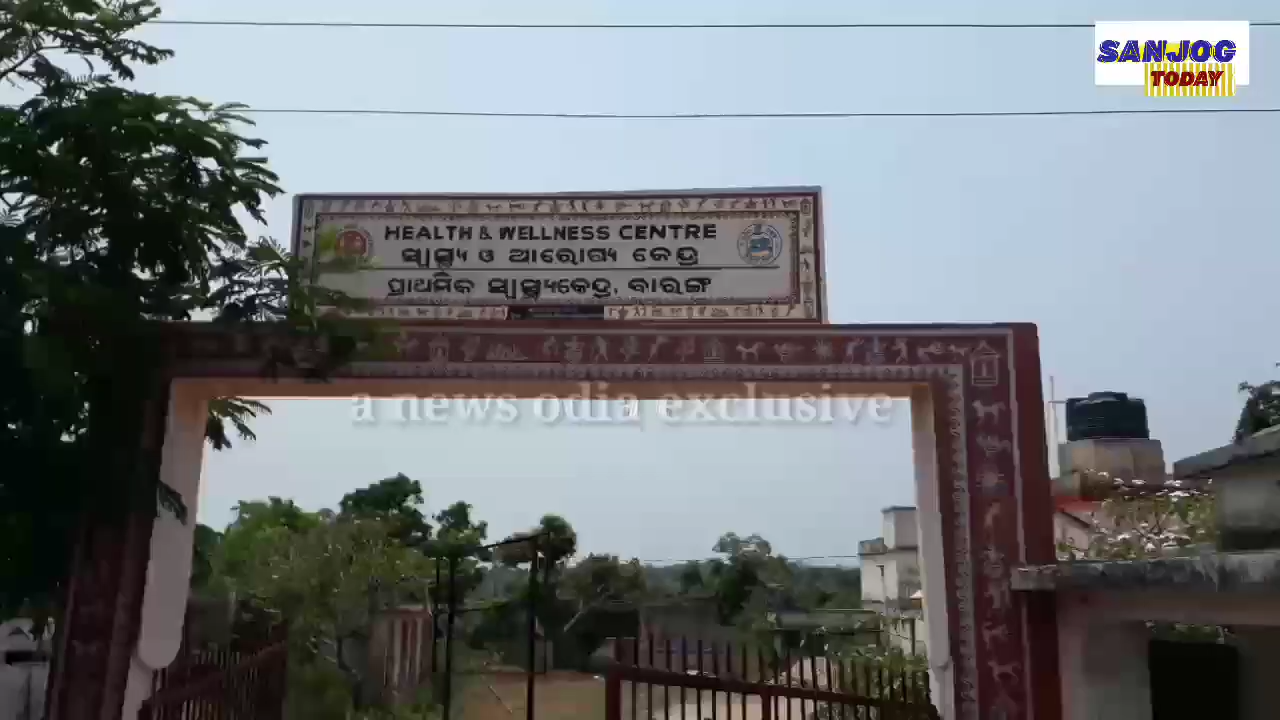 SANJOG
TODAY
HEALTH & WELLNESS CENTRE
ସ୍ୱାସ୍ଥ୍ୟ ଓ ଆରୋଗ୍ୟ କେନ୍ଦ୍ର
ପ୍ରାଥମିକ ସ୍ୱାସ୍ଥ୍ୟକେନ୍ଦ୍ର, ବାରଙ୍ଗ
a news odia exclusive